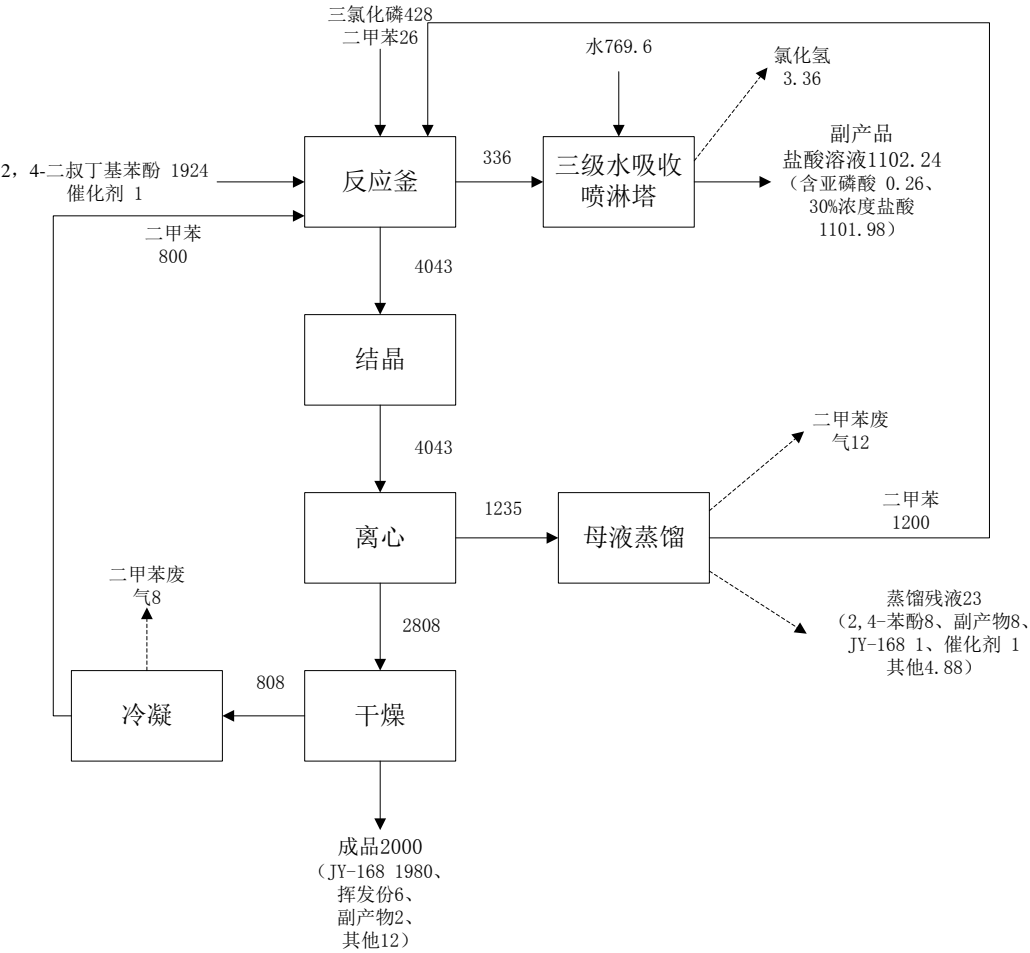 三氯化磷428
二甲苯26
水769.6
氯化氢
3.36
2，4-二叔丁基苯酚 1924
催化剂 1
反应釜
336
三级水吸收
喷淋塔
副产品
盐酸溶液1102.24
（含亚磷酸 0.26、
30%浓度盐酸
1101.98）
二甲苯
800
4043
结晶
4043
二甲苯废
气12
离心
1235
母液蒸馏
二甲苯
1200
二甲苯废
气8
2808
蒸馏残液23
（2,4-苯酚8、副产物8、
JY-168 1、催化剂 1
其他4.88）
冷凝
808
干燥
成品2000
（JY-168 1980、
挥发份6、
副产物2、
其他12）